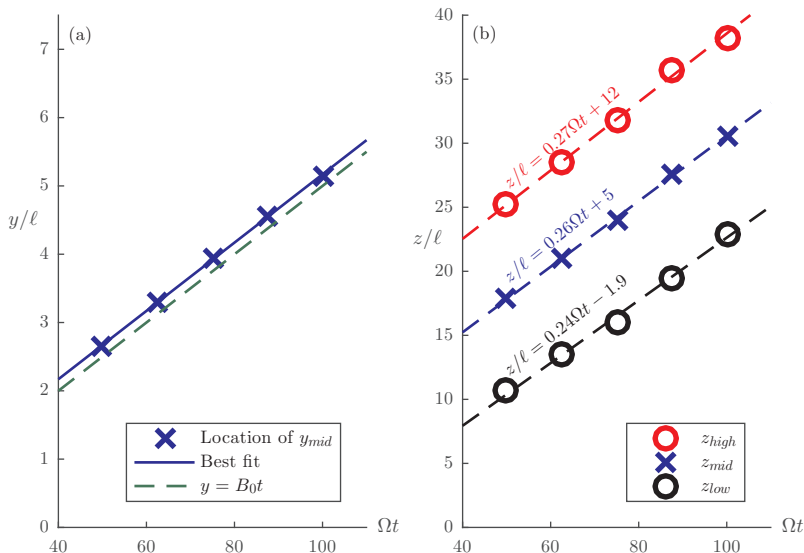 (a)
7
6
5
y/ℓ
4
3
2
1
0
40
60
80
100
Ωt
Location of y_mid
Best fit
y = B₀t
(b)
40
35
30
25
z/ℓ
20
15
10
5
0
40
60
80
100
Ωt
z/ℓ = 0.27Ωt + 12
z/ℓ = 0.26Ωt + 5
z/ℓ = 0.24Ωt − 1.9
z_high
z_mid
z_low